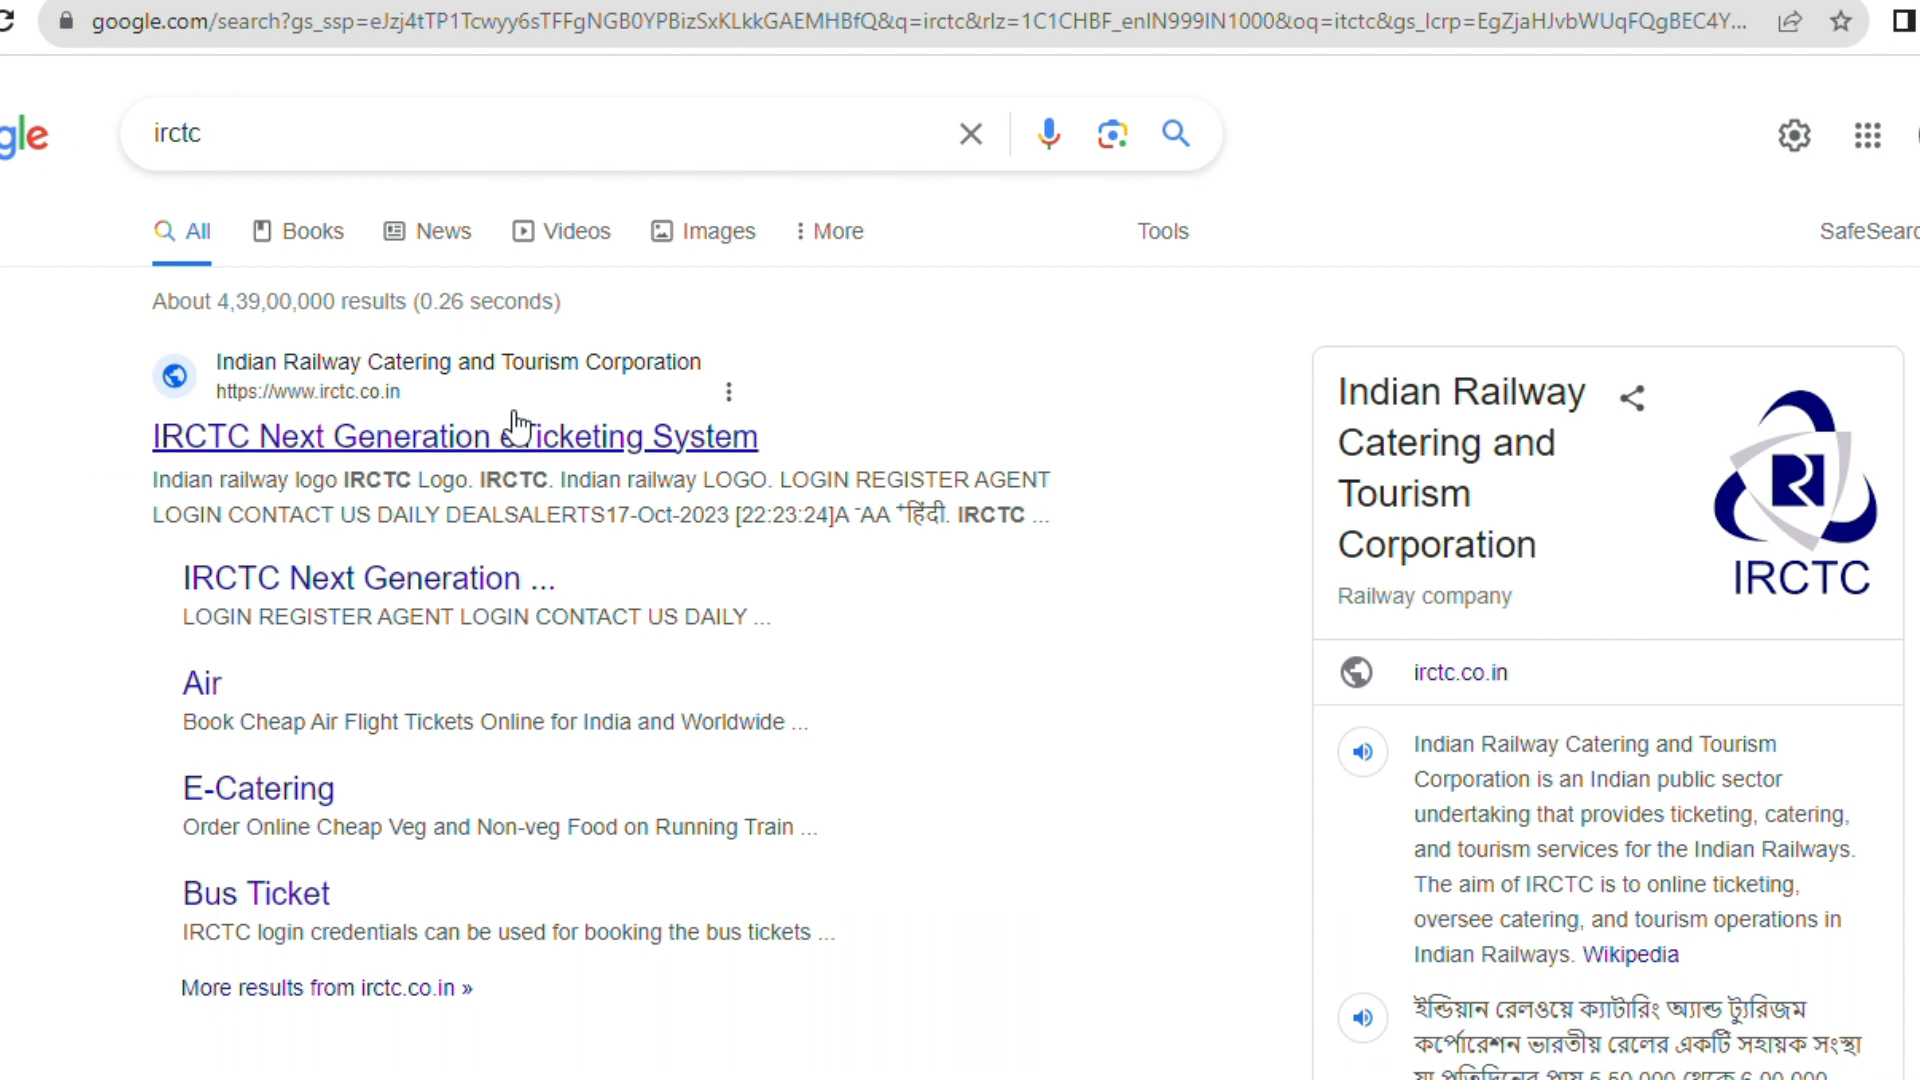 google.com/search?gs_ssp=eJzj4tTP1Tcwyy6sTFFgNGB0YPBizSxKLkkGAEMHBfQ&q=irctc&rlz=1C1CHBF_enIN999IN1000&oq=itctc&gs_lcrp=EgZjaHJvbWUqFQgBEC4Y...
gle
irctc
All
Books
News
Videos
Images
More
Tools
SafeSearc
About 4,39,00,000 results (0.26 seconds)
Indian Railway Catering and Tourism Corporation
https://www.irctc.co.in
IRCTC Next Generation eTicketing System
Indian railway logo IRCTC Logo. IRCTC. Indian railway LOGO. LOGIN REGISTER AGENT
LOGIN CONTACT US DAILY DEALSALERTS17-Oct-2023 [22:23:24]A -AA +हिंदी. IRCTC ...
IRCTC Next Generation ...
LOGIN REGISTER AGENT LOGIN CONTACT US DAILY ...
Air
Book Cheap Air Flight Tickets Online for India and Worldwide ...
E-Catering
Order Online Cheap Veg and Non-veg Food on Running Train ...
Bus Ticket
IRCTC login credentials can be used for booking the bus tickets ...
More results from irctc.co.in »
Indian Railway
Catering and
Tourism
Corporation
Railway company
IRCTC
irctc.co.in
Indian Railway Catering and Tourism
Corporation is an Indian public sector
undertaking that provides ticketing, catering,
and tourism services for the Indian Railways.
The aim of IRCTC is to online ticketing,
oversee catering, and tourism operations in
Indian Railways. Wikipedia
ইন্ডিয়ান রেলওয়ে ক্যাটারিং অ্যান্ড ট্যুরিজম
কর্পোরেশন ভারতীয় রেলের একটি সহায়ক সংস্থা
যা প্রতিদিনের প্রায় 5,50,000 থেকে 6,00,000